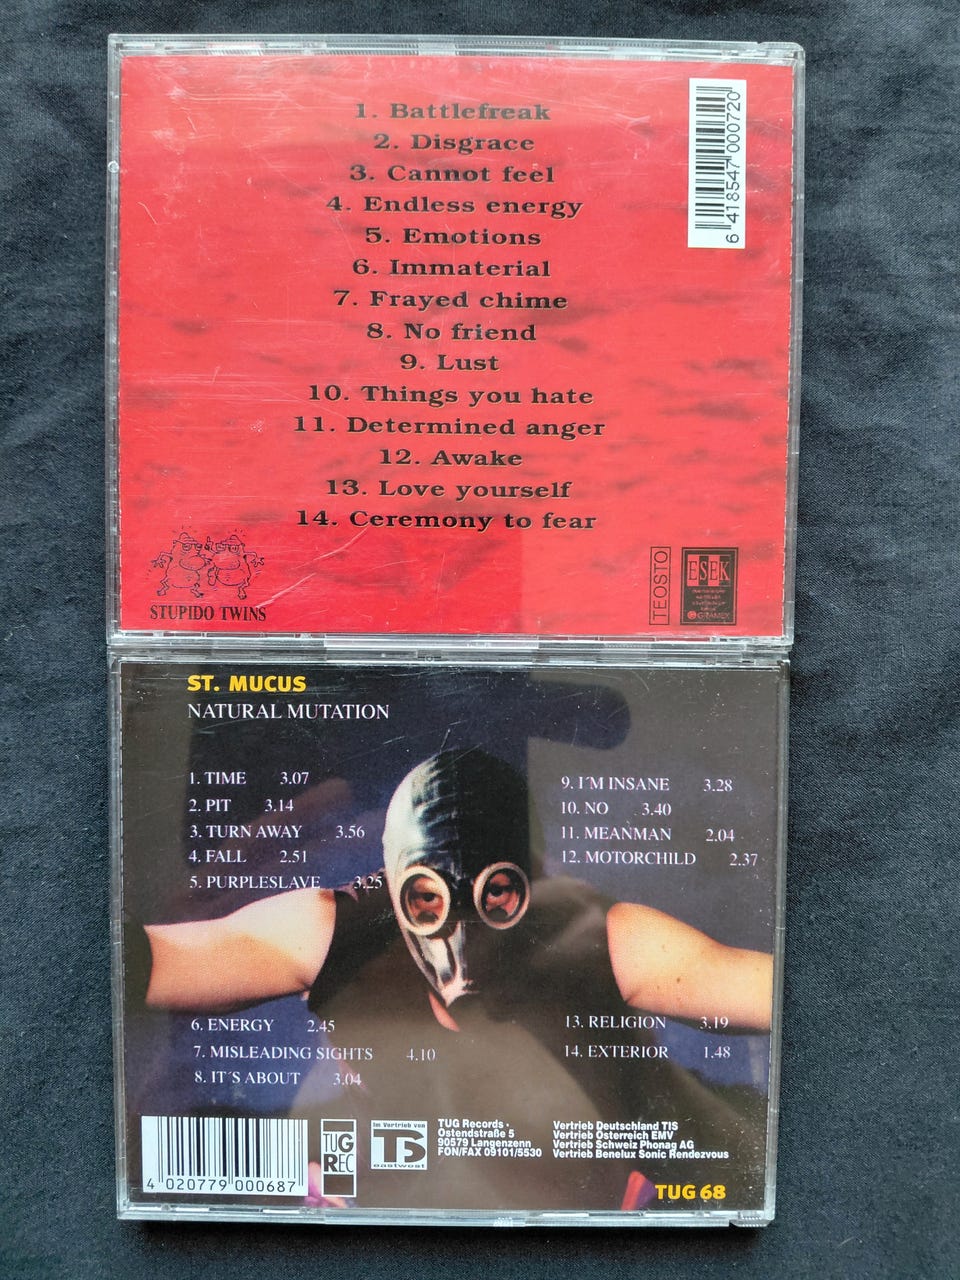 1. Battlefreak
2. Disgrace
3. Cannot feel
4. Endless energy
5. Emotions
6. Immaterial
7. Frayed chime
8. No friend
9. Lust
10. Things you hate
11. Determined anger
12. Awake
13. Love yourself
14. Ceremony to fear
6 418547 000720
STUPIDO TWINS
TEOSTO
ESEK
GRAMEX
ST. MUCUS
NATURAL MUTATION
1. TIME 3.07
2. PIT 3.14
3. TURN AWAY 3.56
4. FALL 2.51
5. PURPLESLAVE 3.25
6. ENERGY 2.45
7. MISLEADING SIGHTS 4.10
8. IT´S ABOUT 3.04
9. I´M INSANE 3.28
10. NO 3.40
11. MEANMAN 2.04
12. MOTORCHILD 2.37
13. RELIGION 3.19
14. EXTERIOR 1.48
4 020779 000687
TUG
REC
Im Vertrieb von
TIS
eastwest
TUG Records ·
Ostendstraße 5
90579 Langenzenn
FON/FAX 09101/5530
Vertrieb Deutschland TIS
Vertrieb Österreich EMV
Vertrieb Schweiz Phonag AG
Vertrieb Benelux Sonic Rendezvous
TUG 68